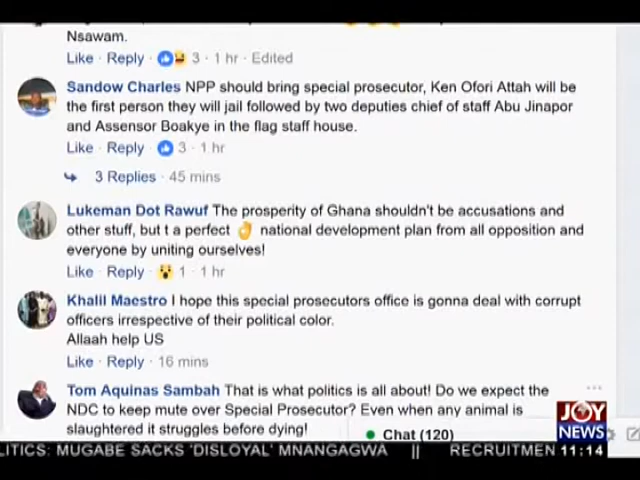 Nsawam.
Like · Reply · 3 · 1 hr · Edited
Sandow Charles NPP should bring special prosecutor, Ken Ofori Attah will be
the first person they will jail followed by two deputies chief of staff Abu Jinapor
and Assensor Boakye in the flag staff house.
Like · Reply · 3 · 1 hr
3 Replies · 45 mins
Lukeman Dot Rawuf The prosperity of Ghana shouldn't be accusations and
other stuff, but t a perfect 👌 national development plan from all opposition and
everyone by uniting ourselves!
Like · Reply · 1 · 1 hr
Khalil Maestro I hope this special prosecutors office is gonna deal with corrupt
officers irrespective of their political color.
Allaah help US
Like · Reply · 16 mins
Tom Aquinas Sambah That is what politics is all about! Do we expect the
NDC to keep mute over Special Prosecutor? Even when any animal is
slaughtered it struggles before dying!
Chat (120)
JOY
NEWS
LITICS: MUGABE SACKS 'DISLOYAL' MNANGAGWA || RECRUITMEN 11:14